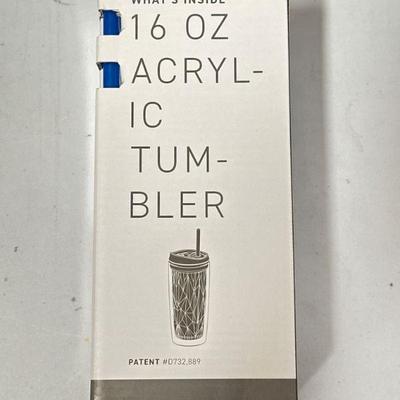 WHAT'S INSIDE
16 OZ
ACRYL-
IC
TUM-
BLER
PATENT #D732,889